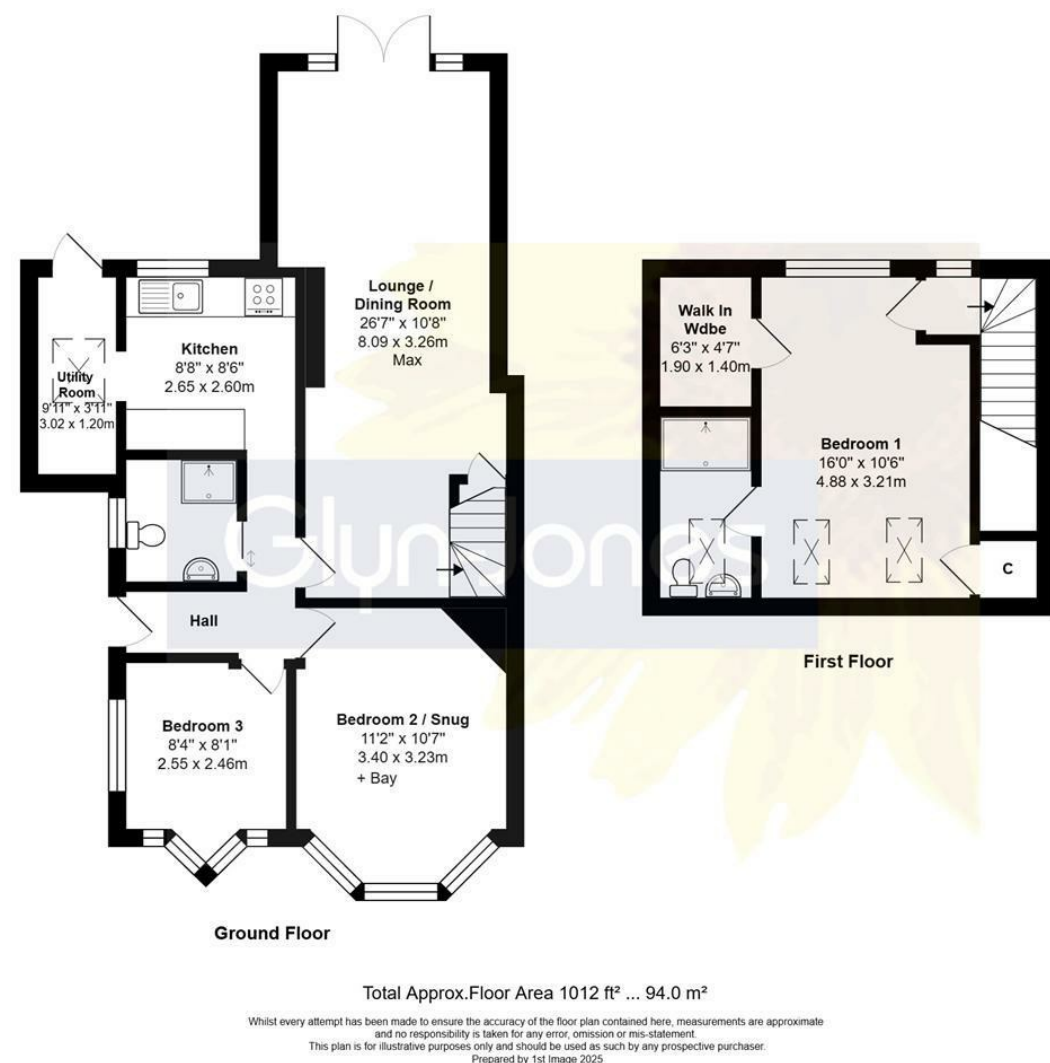 Lounge /
Dining Room
26'7" x 10'8"
8.09 x 3.26m
Max
Kitchen
8'8" x 8'6"
2.65 x 2.60m
Utility
Room
9'11" x 3'11"
3.02 x 1.20m
Hall
Bedroom 3
8'4" x 8'1"
2.55 x 2.46m
Bedroom 2 / Snug
11'2" x 10'7"
3.40 x 3.23m
+ Bay
Ground Floor
Walk In
Wdbe
6'3" x 4'7"
1.90 x 1.40m
Bedroom 1
16'0" x 10'6"
4.88 x 3.21m
C
First Floor
Glyn-Jones
Total Approx.Floor Area 1012 ft² ... 94.0 m²
Whilst every attempt has been made to ensure the accuracy of the floor plan contained here, measurements are approximate
and no responsibility is taken for any error, omission or mis-statement.
This plan is for illustrative purposes only and should be used as such by any prospective purchaser.
Prepared by 1st Image 2025